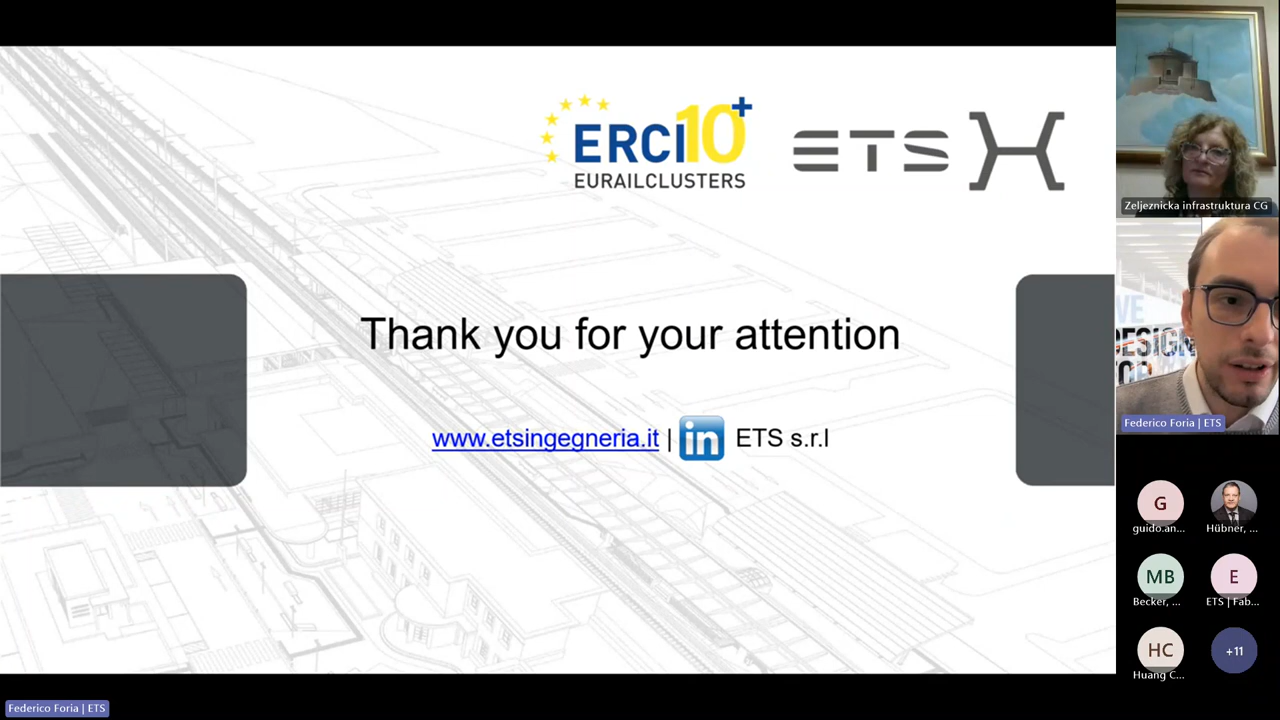 ERCI10+
EURAILCLUSTERS
ETS
Thank you for your attention
www.etsingegneria.it | in ETS s.r.l
Zeljeznicka infrastruktura CG
DESIGN
Federico Foria | ETS
G
guido.an...
Hübner, ...
MB
Becker, ...
E
ETS | Fab...
HC
Huang C...
+11
Federico Foria | ETS